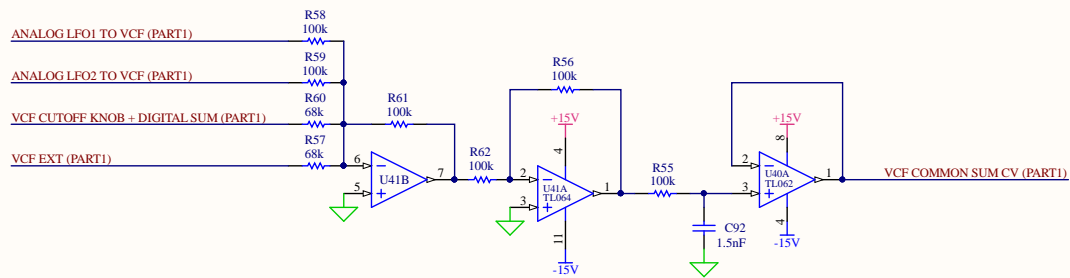 R58
100k
ANALOG LFO1 TO VCF (PART1)
R59
100k
ANALOG LFO2 TO VCF (PART1)
R60
68k
VCF CUTOFF KNOB + DIGITAL SUM (PART1)
R57
68k
VCF EXT (PART1)
R61
100k
6
5
7
U41B
R62
100k
R56
100k
+15V
4
2
3
1
U41A
TL064
11
-15V
R55
100k
C92
1.5nF
+15V
8
2
3
1
U40A
TL062
4
-15V
VCF COMMON SUM CV (PART1)